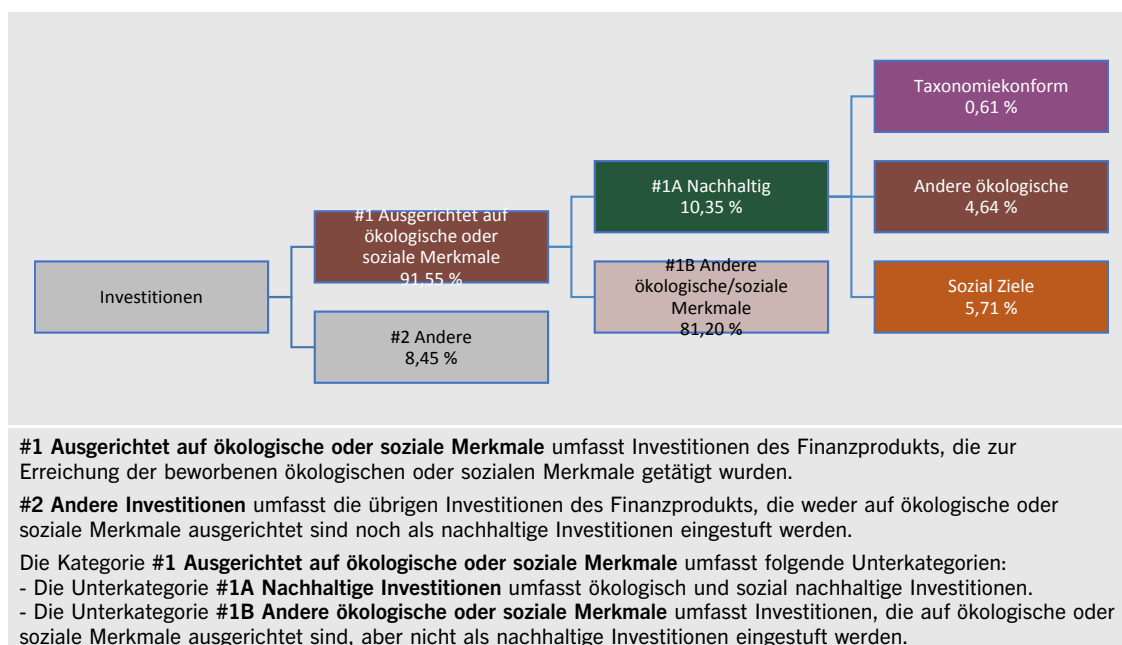 Investitionen
#1 Ausgerichtet auf
ökologische oder
soziale Merkmale
91,55 %
#2 Andere
8,45 %
#1A Nachhaltig
10,35 %
#1B Andere
ökologische/soziale
Merkmale
81,20 %
Taxonomiekonform
0,61 %
Andere ökologische
4,64 %
Sozial Ziele
5,71 %
#1 Ausgerichtet auf ökologische oder soziale Merkmale umfasst Investitionen des Finanzprodukts, die zur
Erreichung der beworbenen ökologischen oder sozialen Merkmale getätigt wurden.
#2 Andere Investitionen umfasst die übrigen Investitionen des Finanzprodukts, die weder auf ökologische oder
soziale Merkmale ausgerichtet sind noch als nachhaltige Investitionen eingestuft werden.
Die Kategorie #1 Ausgerichtet auf ökologische oder soziale Merkmale umfasst folgende Unterkategorien:
- Die Unterkategorie #1A Nachhaltige Investitionen umfasst ökologisch und sozial nachhaltige Investitionen.
- Die Unterkategorie #1B Andere ökologische oder soziale Merkmale umfasst Investitionen, die auf ökologische oder
soziale Merkmale ausgerichtet sind, aber nicht als nachhaltige Investitionen eingestuft werden.